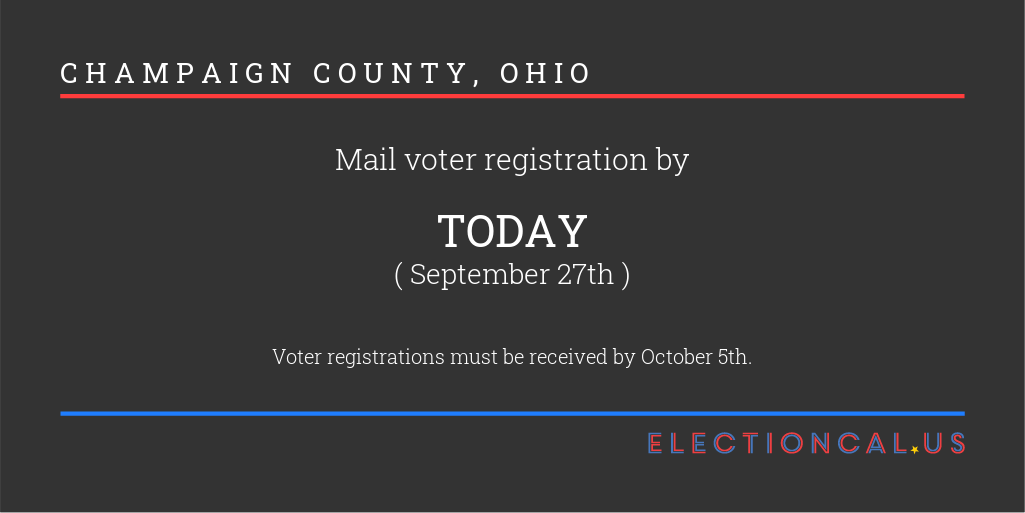 CHAMPAIGN COUNTY, OHIO
Mail voter registration by
TODAY
( September 27th )
Voter registrations must be received by October 5th.
ELECTIONCAL.US